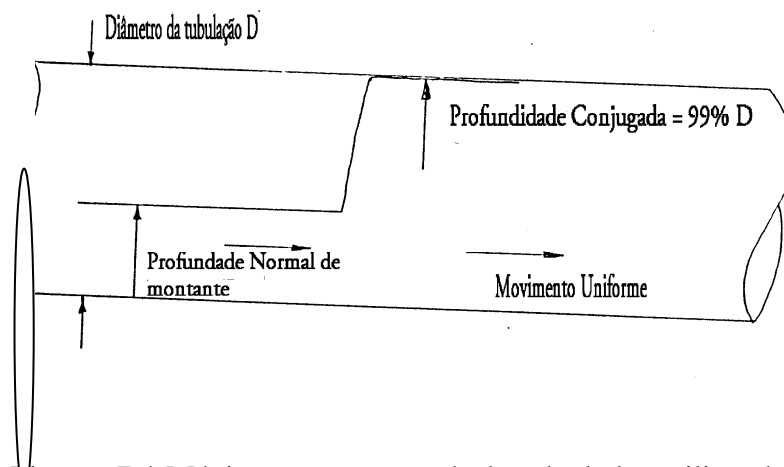 Diâmetro da tubulação D
Profundidade Conjugada = 99% D
Profundade Normal de
montante
Movimento Uniforme